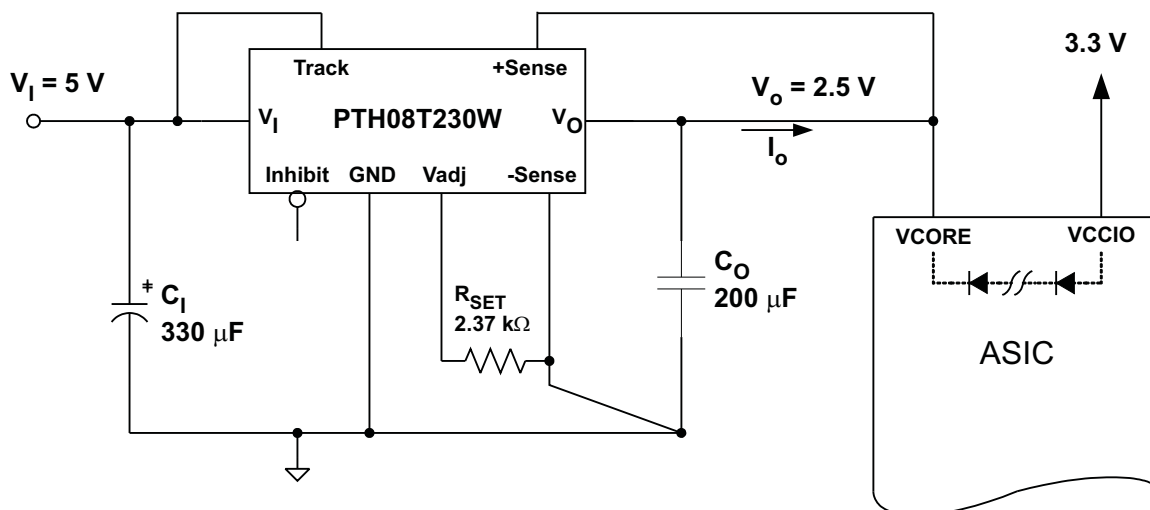 3.3 V
Track
+Sense
V_I = 5 V
V_o = 2.5 V
V_I
PTH08T230W
V_O
I_o
Inhibit
GND
Vadj
-Sense
VCORE
VCCIO
C_O
200 μF
+ C_I
330 μF
R_SET
2.37 kΩ
ASIC